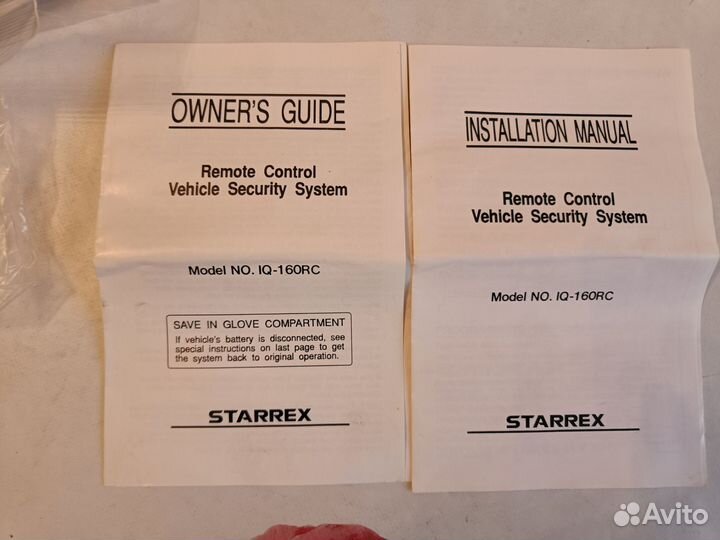 OWNER'S GUIDE
Remote Control
Vehicle Security System
Model NO. IQ-160RC
SAVE IN GLOVE COMPARTMENT
If vehicle's battery is disconnected, see
special instructions on last page to get
the system back to original operation.
STARREX
INSTALLATION MANUAL
Remote Control
Vehicle Security System
Model NO. IQ-160RC
STARREX
Avito